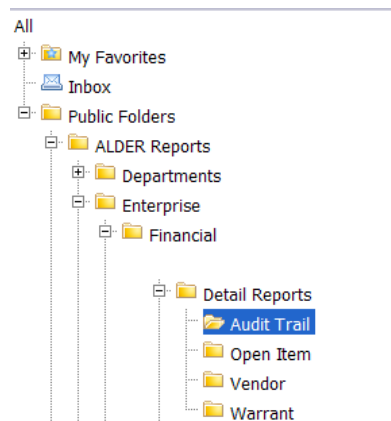 All
My Favorites
Inbox
Public Folders
ALDER Reports
Departments
Enterprise
Financial
Detail Reports
Audit Trail
Open Item
Vendor
Warrant